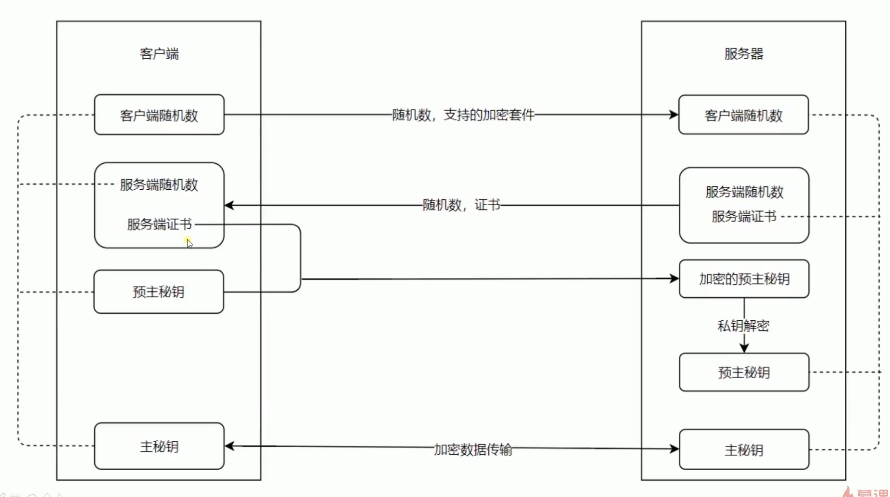 客户端
服务器
客户端随机数
随机数，支持的加密套件
客户端随机数
服务端随机数
服务端证书
随机数，证书
服务端随机数
服务端证书
预主秘钥
加密的预主秘钥
私钥解密
预主秘钥
主秘钥
加密数据传输
主秘钥